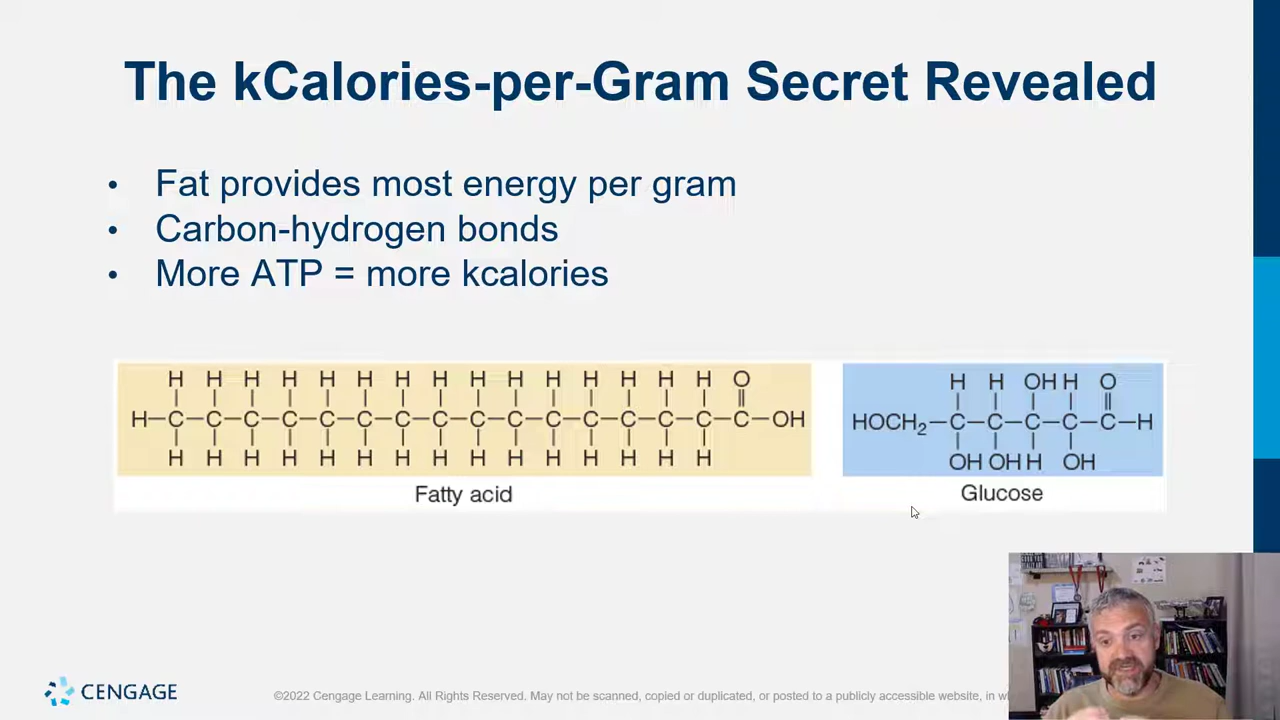 The kCalories-per-Gram Secret Revealed
• Fat provides most energy per gram
• Carbon-hydrogen bonds
• More ATP = more kcalories
H H H H H H H H H H H H H H H O
H–C–C–C–C–C–C–C–C–C–C–C–C–C–C–C–C–OH
H H H H H H H H H H H H H H H
Fatty acid
H H OH H O
HOCH₂–C–C–C–C–C–H
OH OH H OH
Glucose
CENGAGE
©2022 Cengage Learning. All Rights Reserved. May not be scanned, copied or duplicated, or posted to a publicly accessible website, in